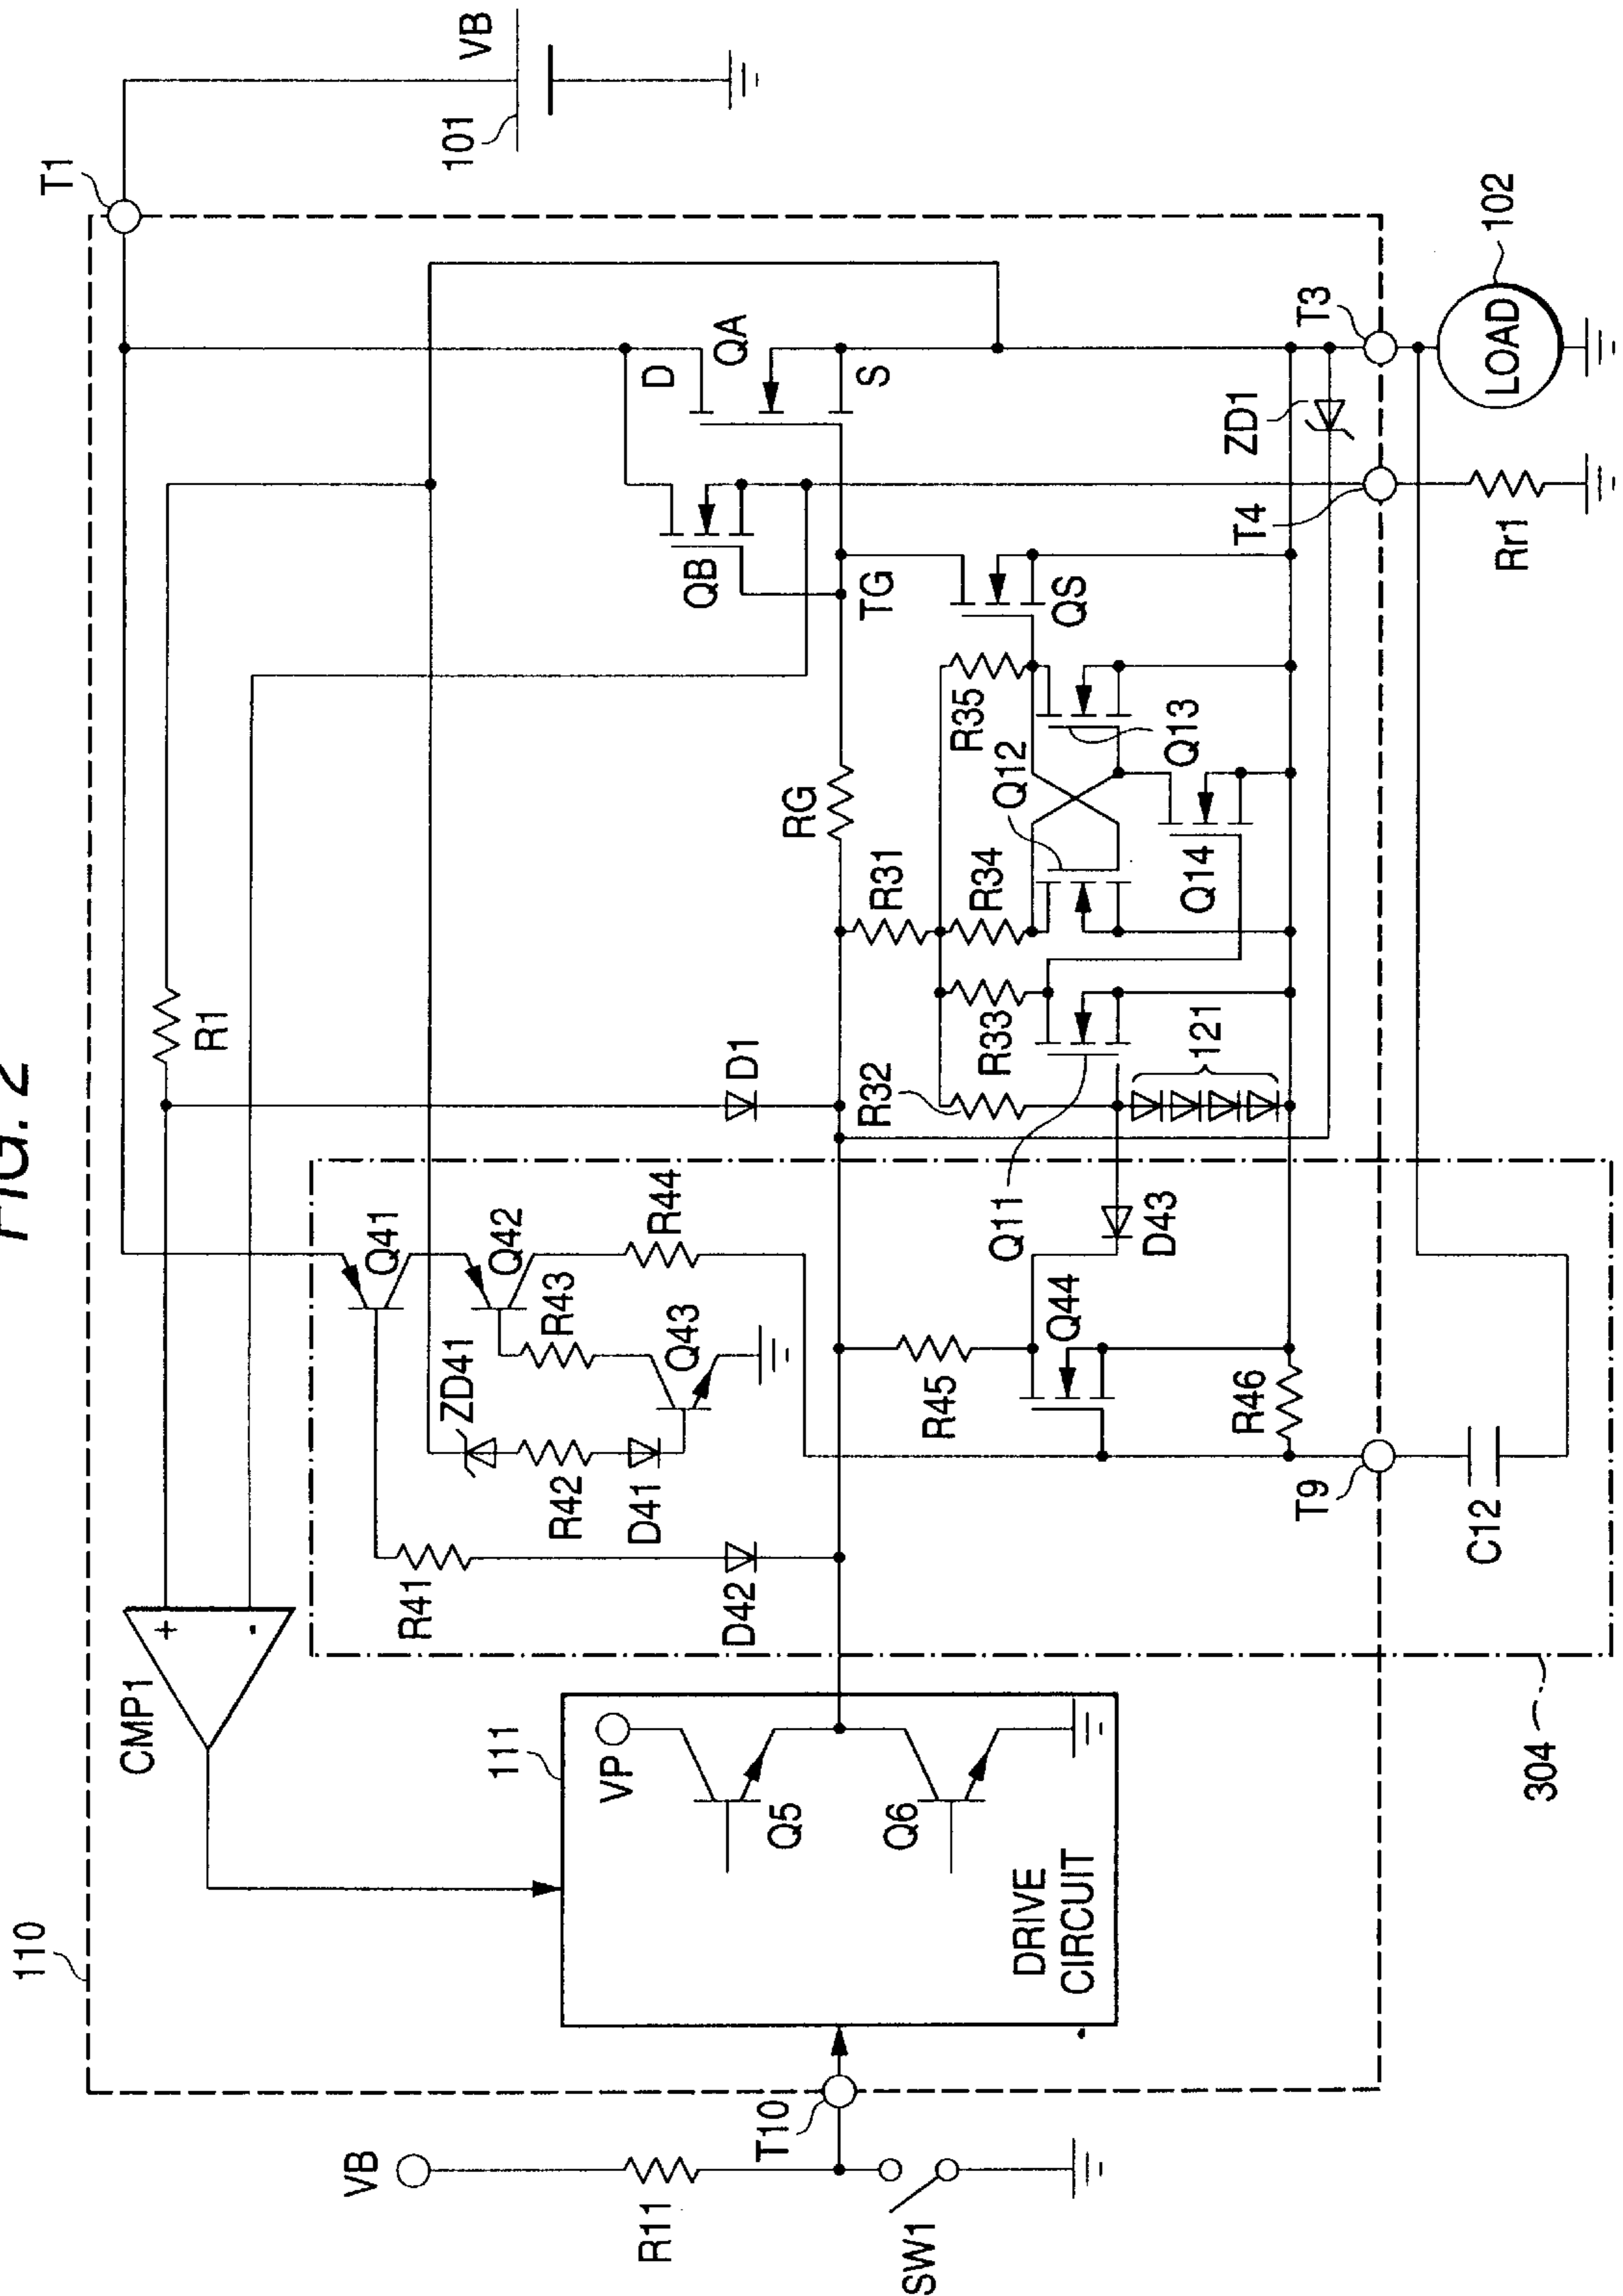 FIG. 2
110
T1
VB
101
CMP1
+
-
R1
D
QA
S
QB
TG
RG
D1
111
VP
Q5
Q6
DRIVE
CIRCUIT
R41
D42
Q41
Q42
R43
R44
ZD41
R42
D41
Q43
R45
Q44
D43
R46
T9
C12
304
Q11
R32
R33
R31
R34
R35
Q12
Q13
Q14
QS
121
ZD1
T3
T4
Rr1
LOAD
102
VB
R11
T10
SW1